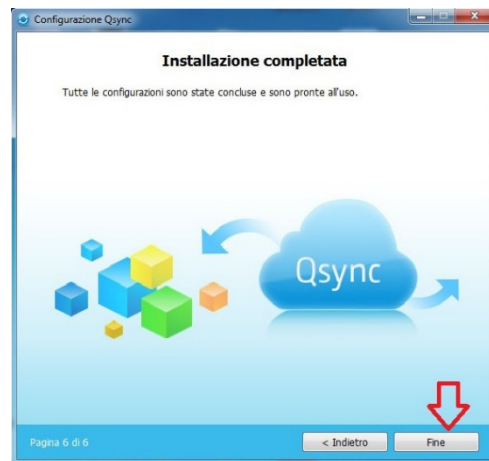 Configurazione Qsync
Installazione completata
Tutte le configurazioni sono state concluse e sono pronte all'uso.
Qsync
Pagina 6 di 6
< Indietro
Fine